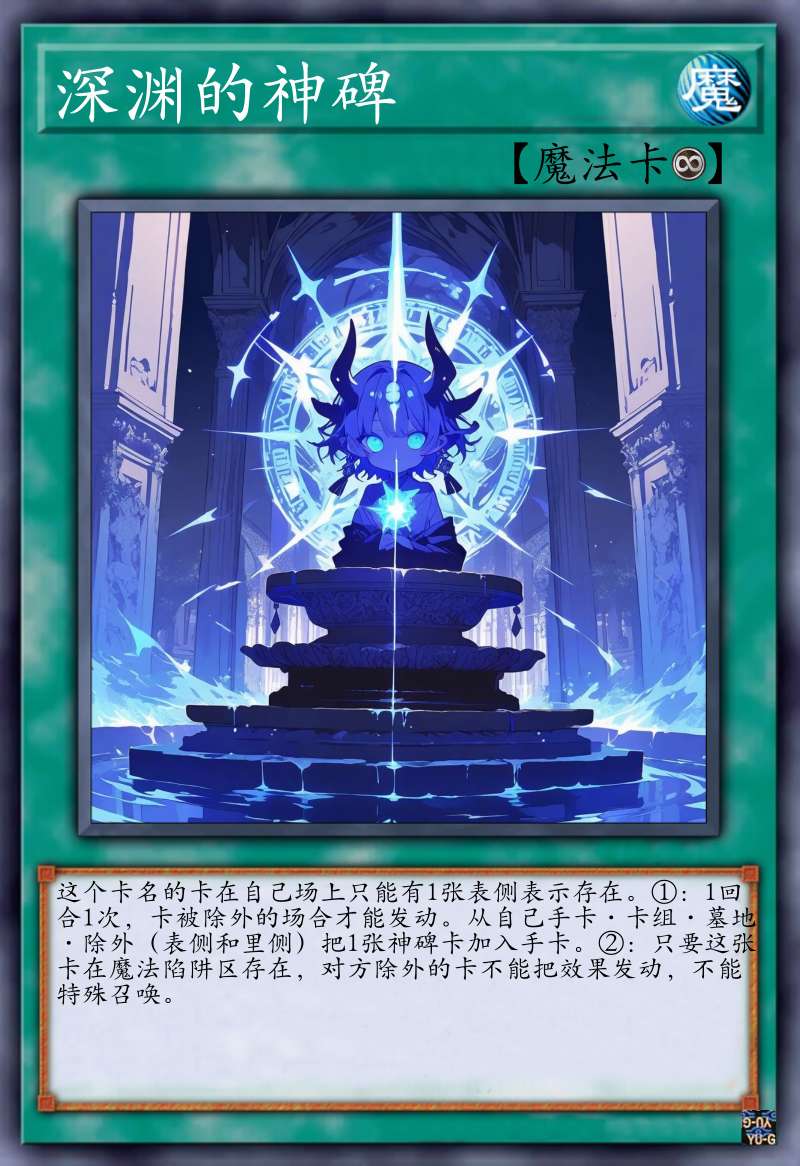 深渊的神碑
魔
【魔法卡♾】
这个卡名的卡在自己场上只能有1张表侧表示存在。①：1回
合1次，卡被除外的场合才能发动。从自己手卡·卡组·墓地
·除外（表侧和里侧）把1张神碑卡加入手卡。②：只要这张
卡在魔法陷阱区存在，对方除外的卡不能把效果发动，不能
特殊召唤。
YU-G
YU-G